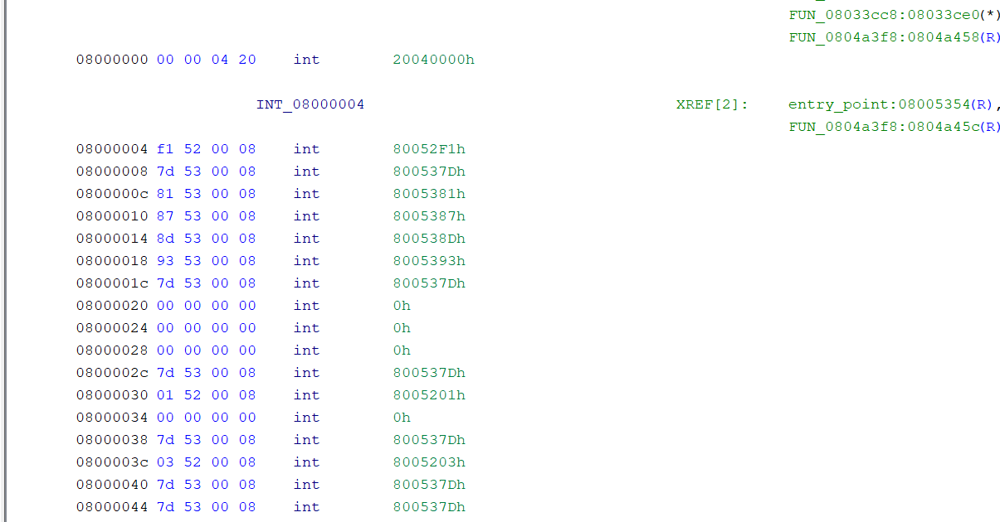 FUN_08033cc8:08033ce0(*)
FUN_0804a3f8:0804a458(R)
08000000 00 00 04 20 int 20040000h
INT_08000004 XREF[2]: entry_point:08005354(R),
FUN_0804a3f8:0804a45c(R)
08000004 f1 52 00 08 int 80052F1h
08000008 7d 53 00 08 int 800537Dh
0800000c 81 53 00 08 int 8005381h
08000010 87 53 00 08 int 8005387h
08000014 8d 53 00 08 int 800538Dh
08000018 93 53 00 08 int 8005393h
0800001c 7d 53 00 08 int 800537Dh
08000020 00 00 00 00 int 0h
08000024 00 00 00 00 int 0h
08000028 00 00 00 00 int 0h
0800002c 7d 53 00 08 int 800537Dh
08000030 01 52 00 08 int 8005201h
08000034 00 00 00 00 int 0h
08000038 7d 53 00 08 int 800537Dh
0800003c 03 52 00 08 int 8005203h
08000040 7d 53 00 08 int 800537Dh
08000044 7d 53 00 08 int 800537Dh